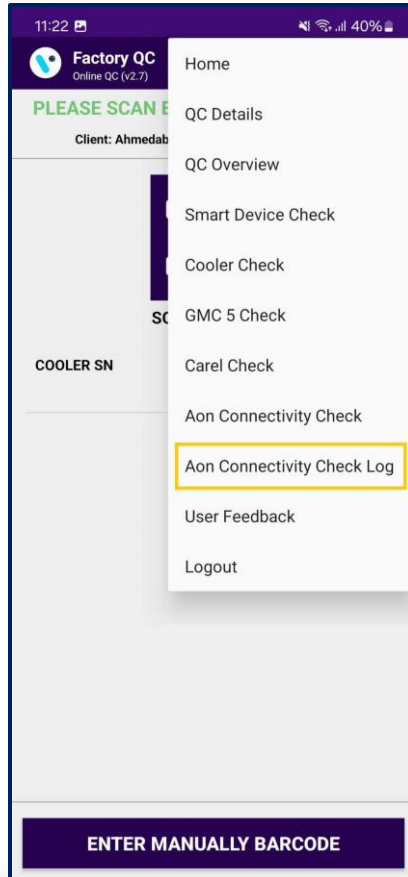 11:22 40%
Factory QC
Online QC (v2.7)
PLEASE SCAN
Client: Ahmedab
SC
COOLER SN
Home
QC Details
QC Overview
Smart Device Check
Cooler Check
GMC 5 Check
Carel Check
Aon Connectivity Check
Aon Connectivity Check Log
User Feedback
Logout
ENTER MANUALLY BARCODE